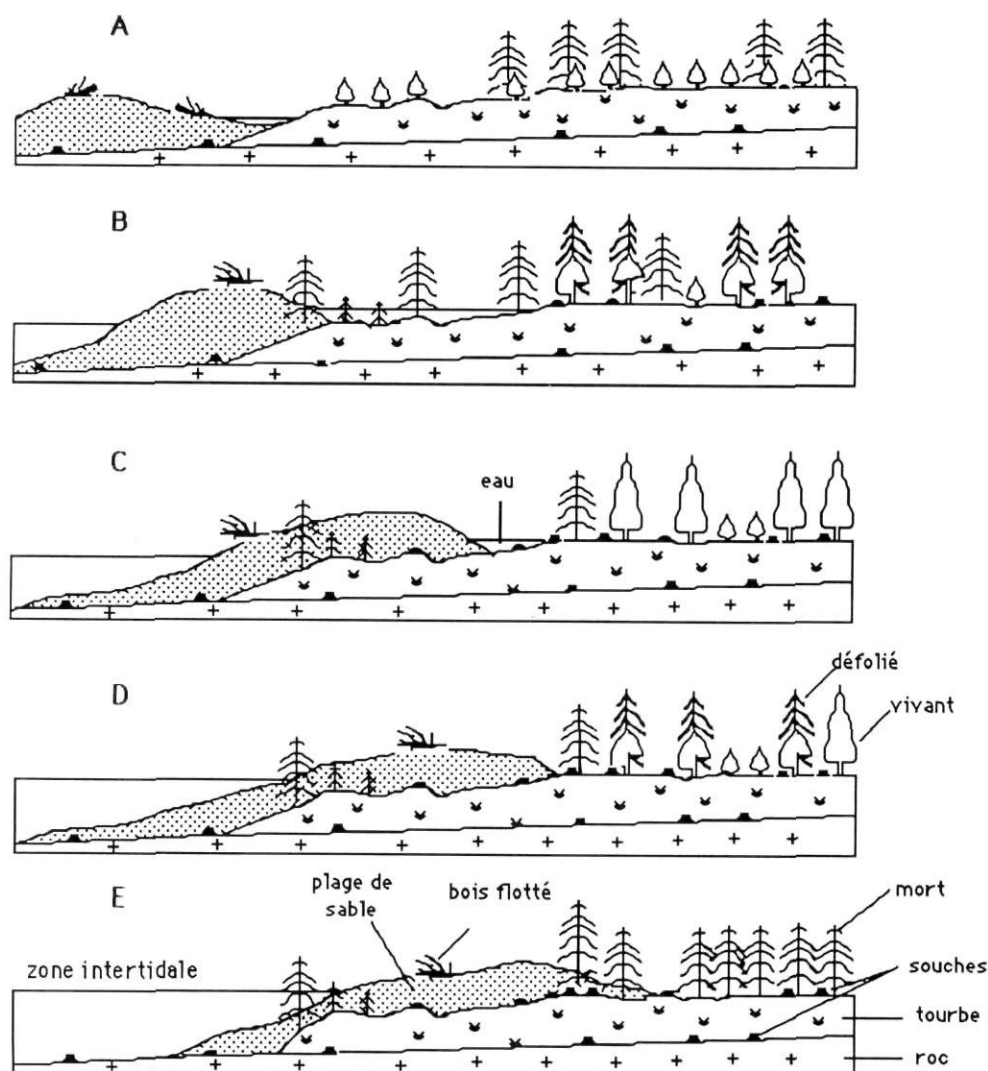 A
B
C
eau
D
défolié
vivant
E
plage de
sable
bois flotté
mort
zone intertidale
souches
tourbe
roc